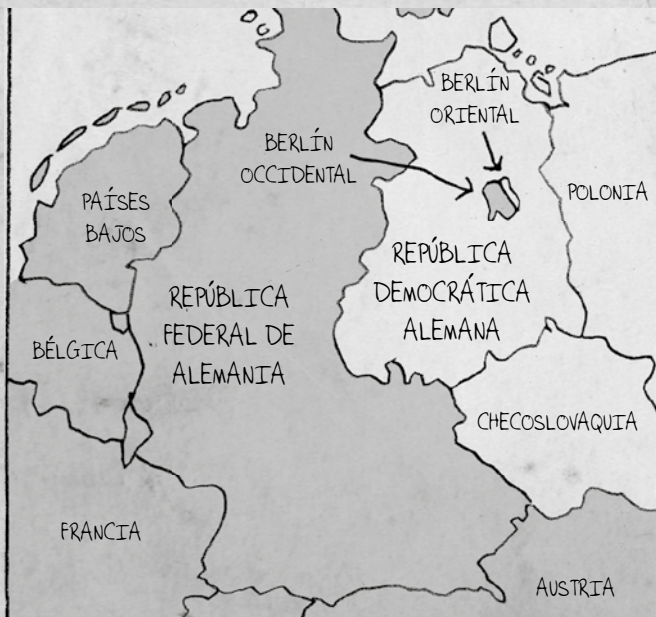 BERLÍN
ORIENTAL
BERLÍN
OCCIDENTAL
PAÍSES
BAJOS
POLONIA
REPÚBLICA
DEMOCRÁTICA
ALEMANA
REPÚBLICA
FEDERAL DE
ALEMANIA
BÉLGICA
CHECOSLOVAQUIA
FRANCIA
AUSTRIA